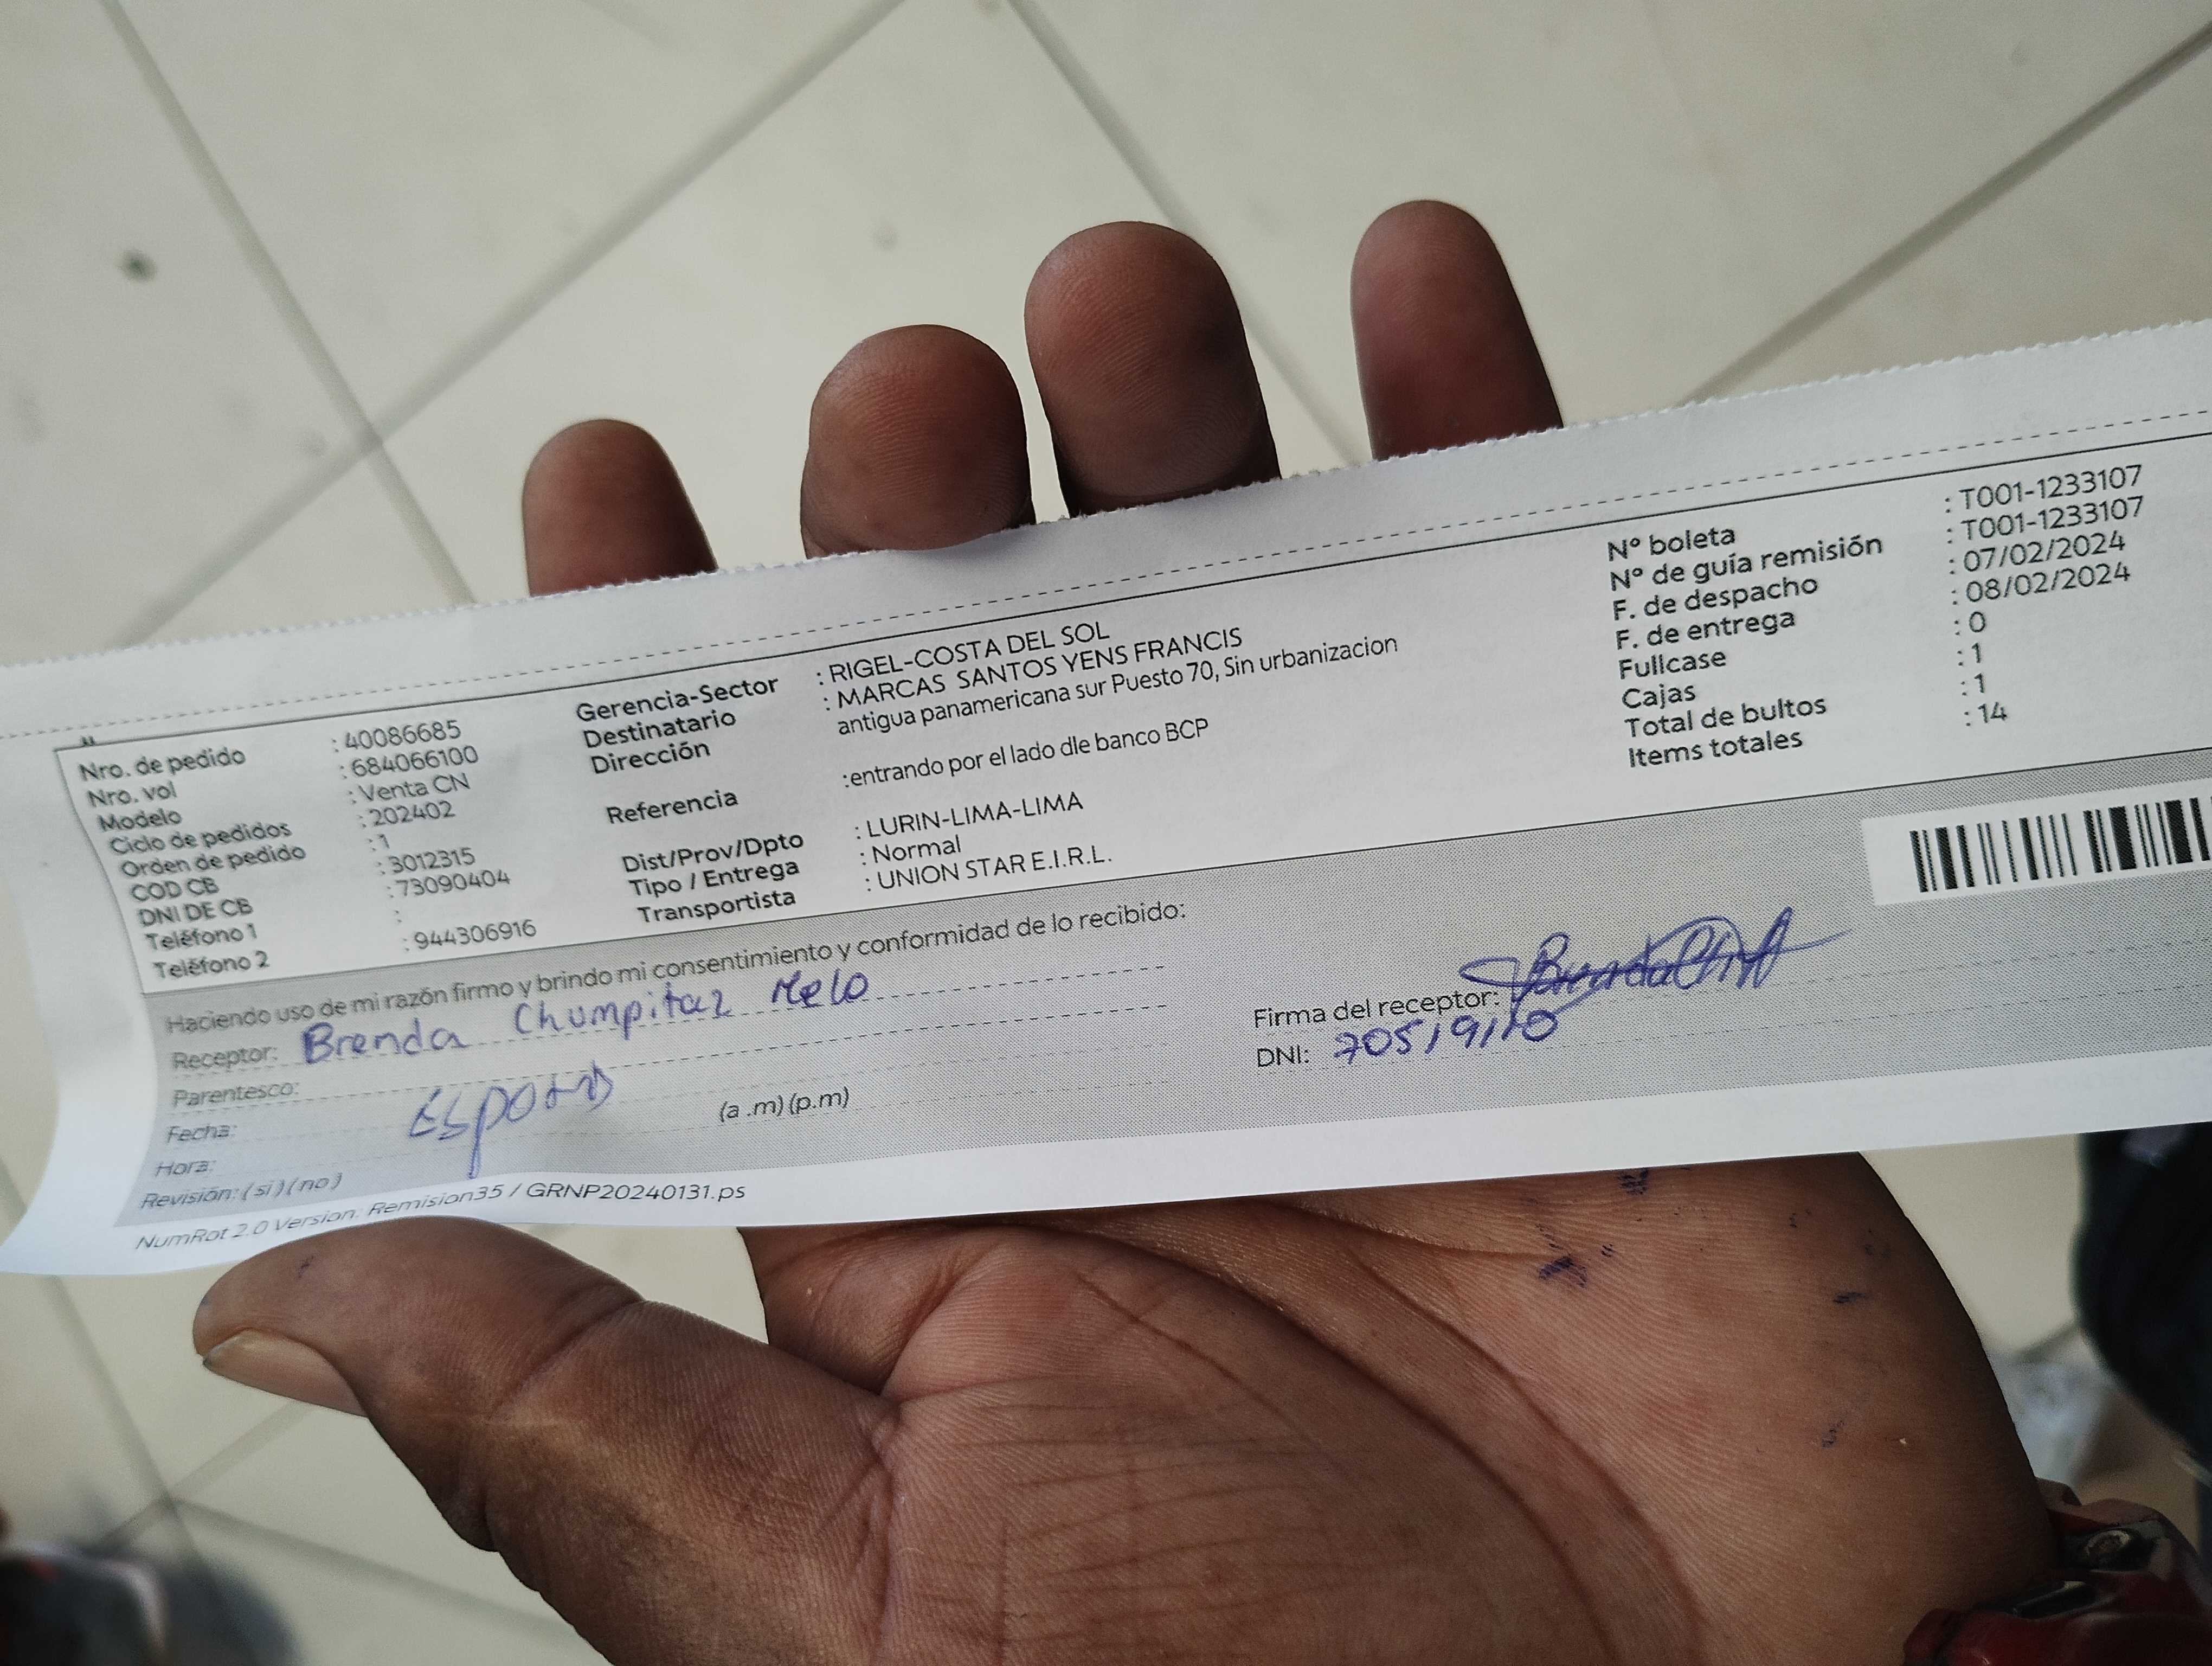 Nro. de pedido : 40086685
Nro. vol : 684066100
Modelo : Venta CN
Ciclo de pedidos : 202402
Orden de pedido : 1
COD CB : 3012315
DNI DE CB : 73090404
Teléfono 1 :
Teléfono 2 : 944306916
Gerencia-Sector : RIGEL-COSTA DEL SOL
Destinatario : MARCAS SANTOS YENS FRANCIS
Dirección antigua panamericana sur Puesto 70, Sin urbanizacion
Referencia :entrando por el lado dle banco BCP
Dist/Prov/Dpto : LURIN-LIMA-LIMA
Tipo / Entrega : Normal
Transportista : UNION STAR E.I.R.L.
N° boleta : T001-1233107
N° de guía remisión : T001-1233107
F. de despacho : 07/02/2024
F. de entrega : 08/02/2024
Fullcase : 0
Cajas : 1
Total de bultos : 1
Items totales : 14
Haciendo uso de mi razón firmo y brindo mi consentimiento y conformidad de lo recibido:
Receptor: Brenda Chumpitaz Melo
Parentesco:
Fecha:
Hora: (a .m) (p.m)
Revisión: ( si ) ( no )
Firma del receptor: Brenda
DNI: 70519110
NumRot 2.0 Version: Remision35 / GRNP20240131.ps